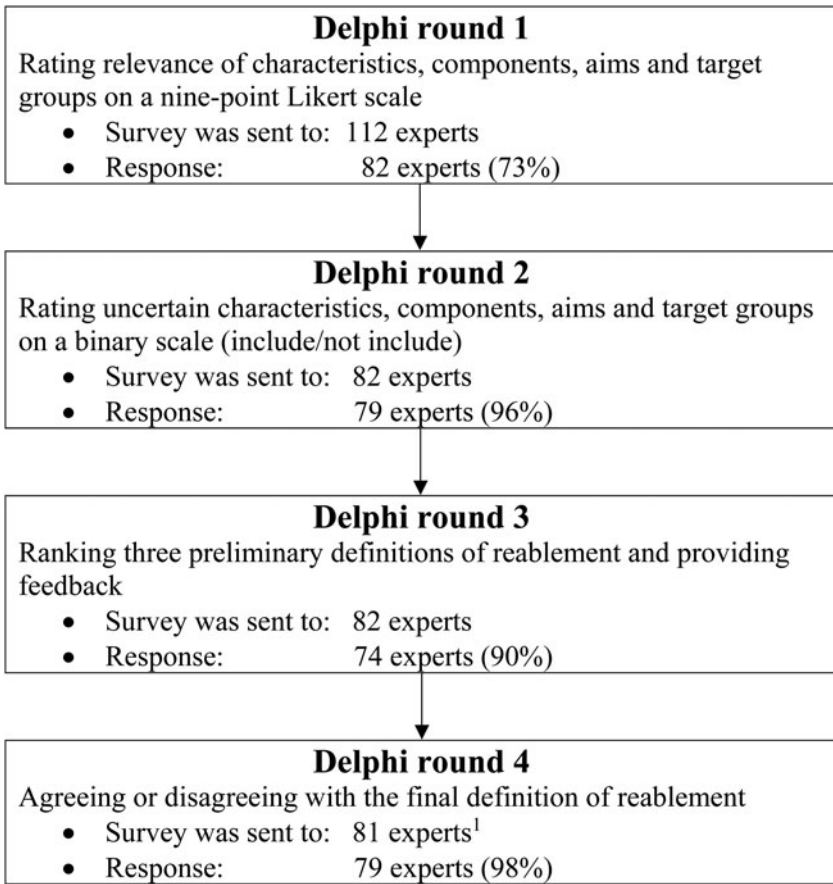 Delphi round 1
Rating relevance of characteristics, components, aims and target
groups on a nine-point Likert scale
• Survey was sent to: 112 experts
• Response: 82 experts (73%)
Delphi round 2
Rating uncertain characteristics, components, aims and target groups
on a binary scale (include/not include)
• Survey was sent to: 82 experts
• Response: 79 experts (96%)
Delphi round 3
Ranking three preliminary definitions of reablement and providing
feedback
• Survey was sent to: 82 experts
• Response: 74 experts (90%)
Delphi round 4
Agreeing or disagreeing with the final definition of reablement
• Survey was sent to: 81 experts¹
• Response: 79 experts (98%)